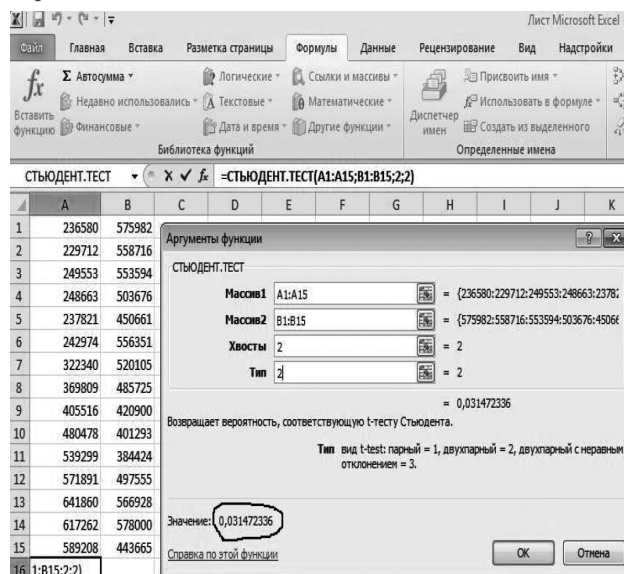 Лист Microsoft Excel
Файл Главная Вставка Разметка страницы Формулы Данные Рецензирование Вид Надстройки
Вставить функцию
Σ Автосумма
Недавно использовались
Финансовые
Логические
Текстовые
Дата и время
Ссылки и массивы
Математические
Другие функции
Библиотека функций
Диспетчер имен
Присвоить имя
Использовать в формуле
Создать из выделенного
Определенные имена
СТЬЮДЕНТ.ТЕСТ fx =СТЬЮДЕНТ.ТЕСТ(A1:A15;B1:B15;2;2)
A B C D E F G H I J K
1 236580 575982
2 229712 558716
3 249553 553594
4 248663 503676
5 237821 450661
6 242974 556351
7 322340 520105
8 369809 485725
9 405516 420900
10 480478 401293
11 539299 384424
12 571891 497555
13 641860 566928
14 617262 578000
15 589208 443665
16 1:B15;2;2)
Аргументы функции
СТЬЮДЕНТ.ТЕСТ
Массив1 A1:A15 = {236580:229712:249553:248663:2378
Массив2 B1:B15 = {575982:558716:553594:503676:4506
Хвосты 2 = 2
Тип 2 = 2
= 0,031472336
Возвращает вероятность, соответствующую t-тесту Стьюдента.
Тип вид t-test: парный = 1, двухпарный = 2, двухпарный с неравным
отклонением = 3.
Значение: 0,031472336
Справка по этой функции
ОК Отмена